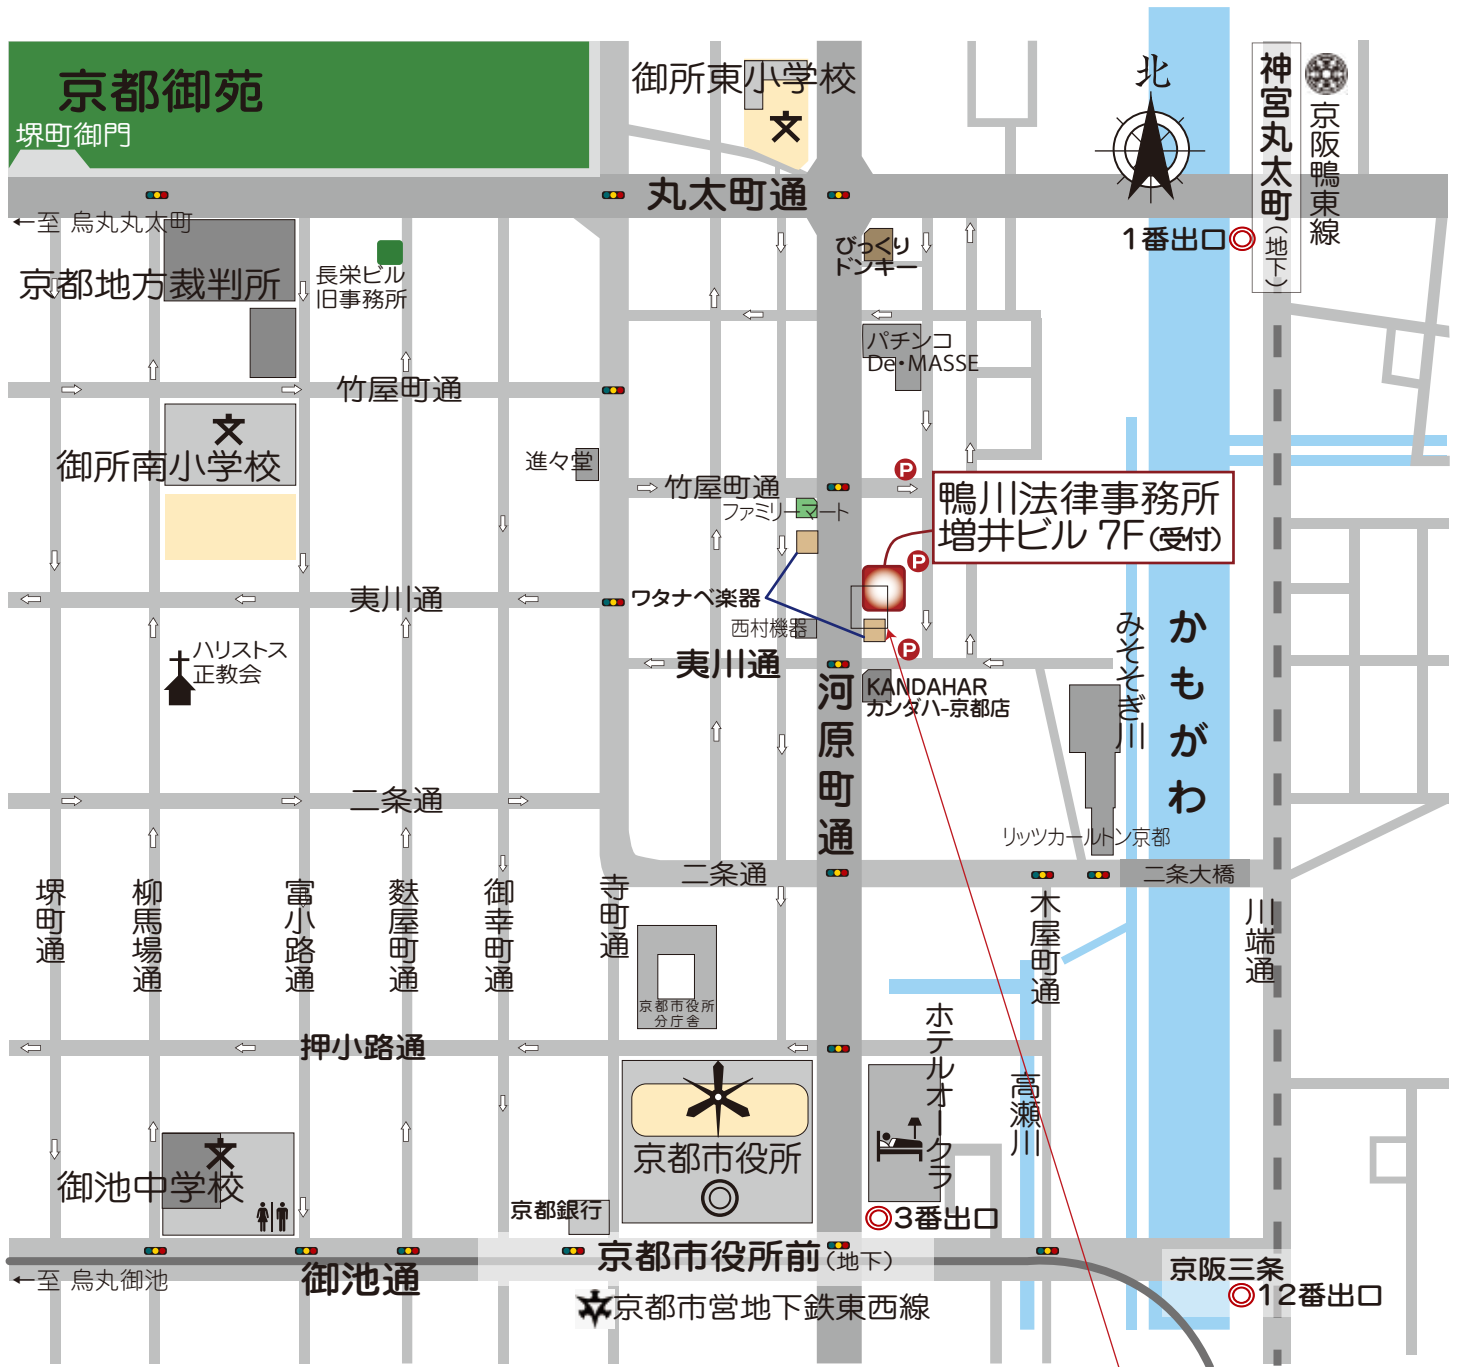 京都御苑
堺町御門
御所東小学校
北
神宮丸太町(地下)
京阪鴨東線
丸太町通
←至 烏丸丸太町
1番出口
びっくり
ドンキー
京都地方裁判所
長栄ビル
旧事務所
パチンコ
De・MASSE
竹屋町通
御所南小学校
進々堂
竹屋町通
P
ファミリーマート
鴨川法律事務所
増井ビル 7F(受付)
P
夷川通
ワタナベ楽器
西村機器
P
ハリストス
正教会
夷川通
KANDAHAR
カンダハ-京都店
みそそぎ川
かもがわ
河原町通
二条通
リッツカールトン京都
二条通
二条大橋
堺町通
柳馬場通
富小路通
麩屋町通
御幸町通
寺町通
木屋町通
川端通
京都市役所
分庁舎
押小路通
ホテルオークラ
高瀬川
京都市役所
御池中学校
京都銀行
3番出口
京都市役所前(地下)
←至 烏丸御池
御池通
京阪三条
12番出口
京都市営地下鉄東西線